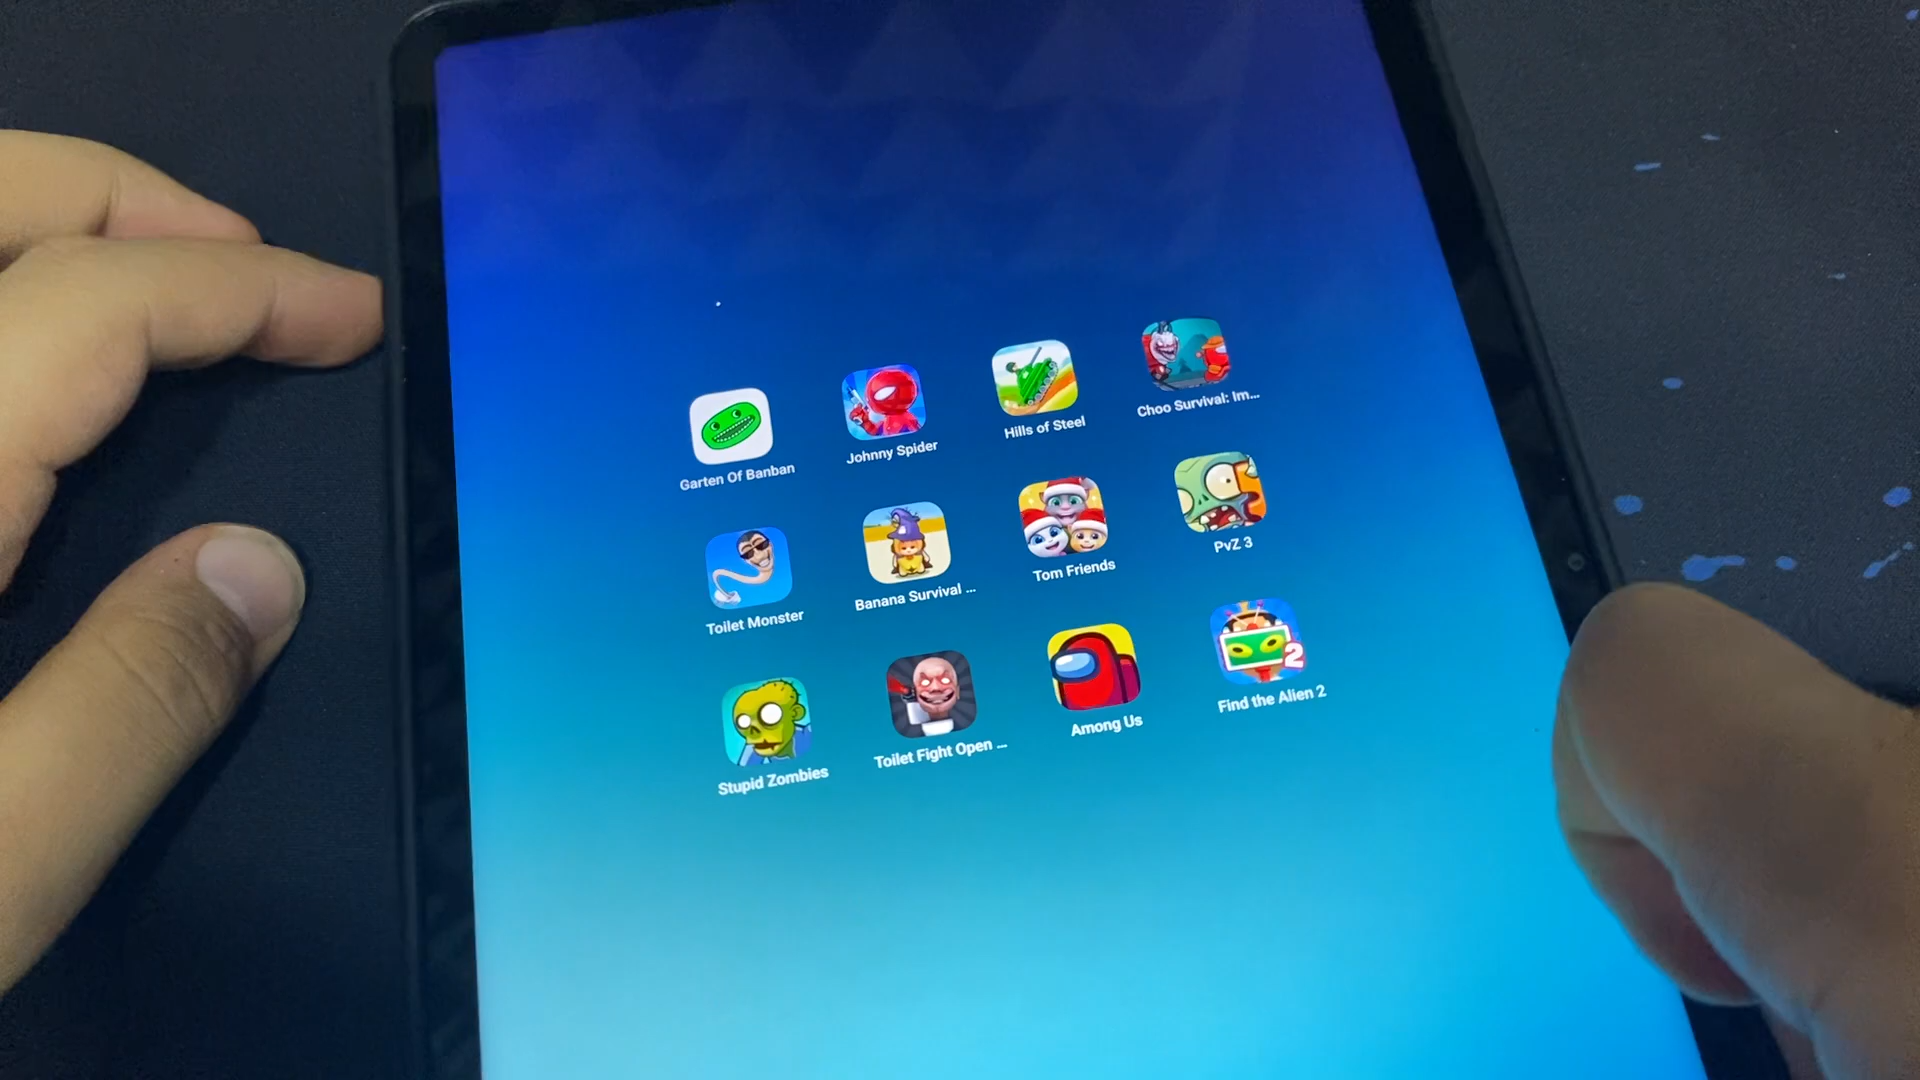 Garten Of Banban
Johnny Spider
Hills of Steel
Choo Survival: Im...
Toilet Monster
Banana Survival ...
Tom Friends
PvZ 3
Stupid Zombies
Toilet Fight Open ...
Among Us
Find the Alien 2
2